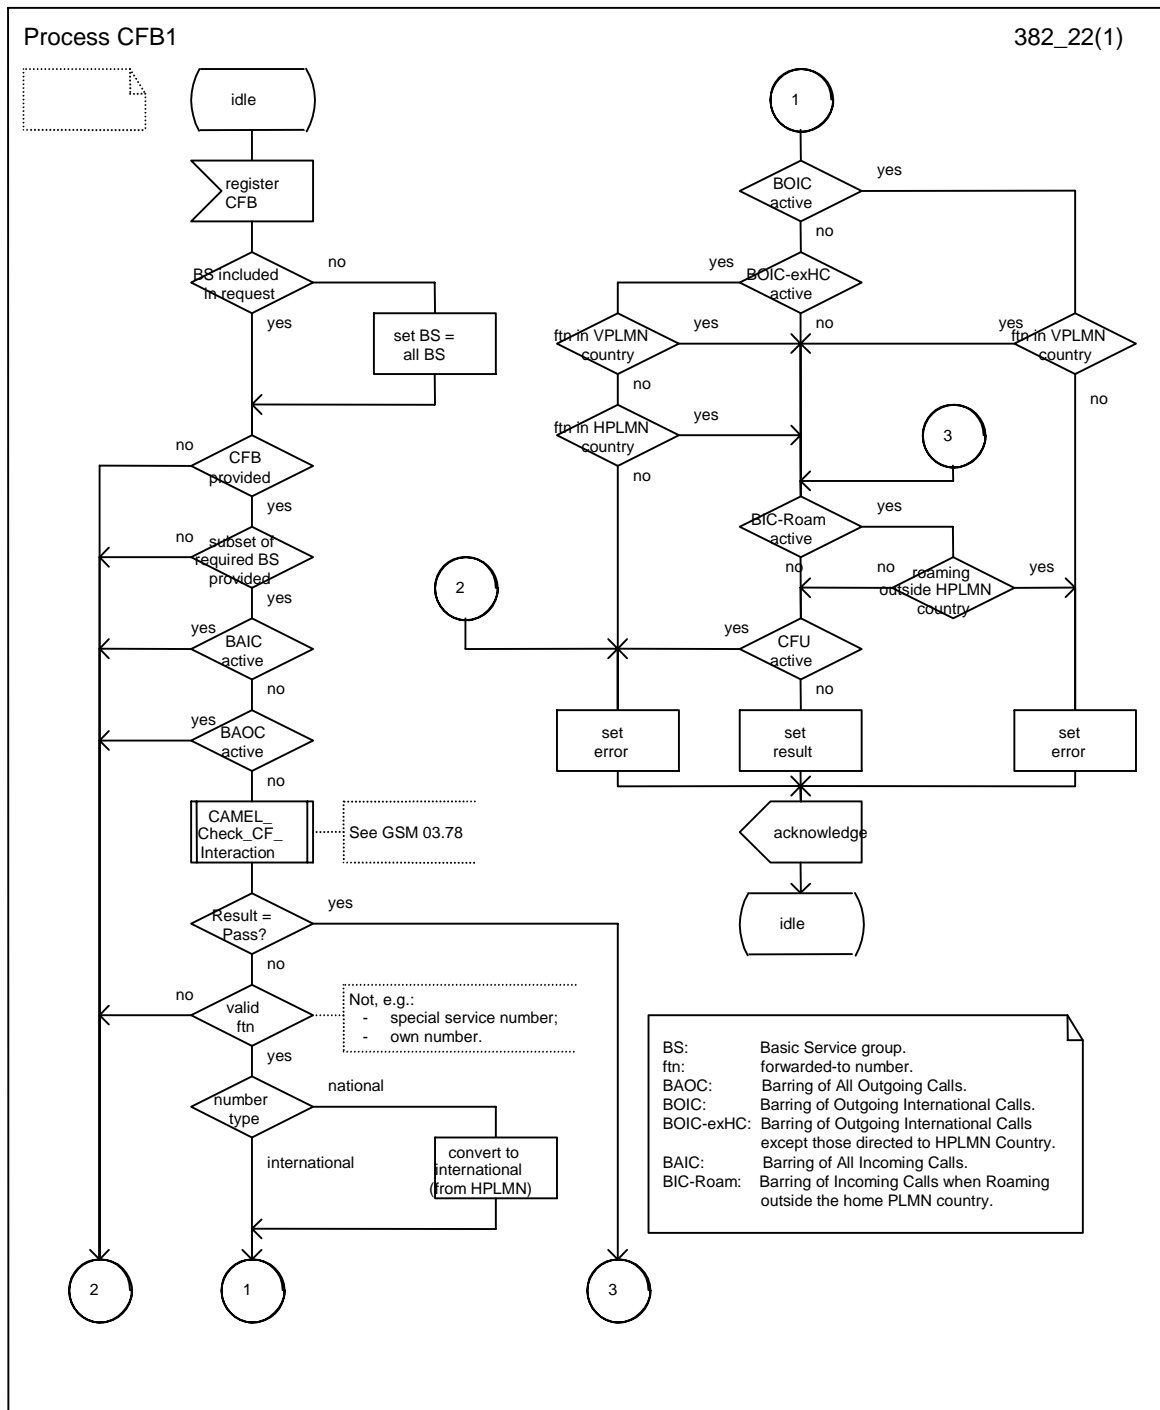 Process CFB1
382_22(1)
idle
register
CFB
BS included
in request
no
yes
set BS =
all BS
no
CFB
provided
yes
no
subset of
required BS
provided
yes
yes
BAIC
active
no
yes
BAOC
active
no
CAMEL_
Check_CF_
Interaction
See GSM 03.78
Result =
Pass?
yes
no
no
valid
ftn
Not, e.g.:
- special service number;
- own number.
yes
number
type
national
international
convert to
international
(from HPLMN)
2
1
3
1
BOIC
active
yes
no
yes
BOIC-exHC
active
no
ftn in VPLMN
country
yes
no
yes
ftn in VPLMN
country
no
ftn in HPLMN
country
yes
no
3
BIC-Roam
active
yes
no
no
roaming
outside HPLMN
country
yes
2
yes
CFU
active
no
set
error
set
result
set
error
acknowledge
idle
BS: Basic Service group.
ftn: forwarded-to number.
BAOC: Barring of All Outgoing Calls.
BOIC: Barring of Outgoing International Calls.
BOIC-exHC: Barring of Outgoing International Calls
except those directed to HPLMN Country.
BAIC: Barring of All Incoming Calls.
BIC-Roam: Barring of Incoming Calls when Roaming
outside the home PLMN country.